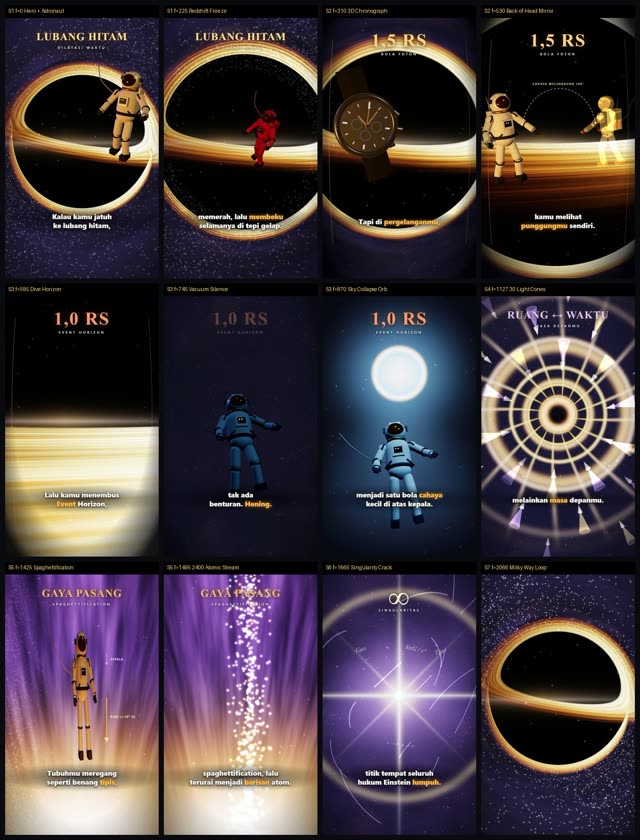 S1 f=0 Hero + Astronaut
LUBANG HITAM
DILATASI WAKTU
Kalau kamu jatuh
ke lubang hitam,
S1 f=225 Redshift Freeze
LUBANG HITAM
memerah, lalu membeku
selamanya di tepi gelap.
S2 f=310 3D Chronograph
1,5 RS
BOLA FOTON
Tapi di pergelanganmu,
S2 f=530 Back-of-Head Mirror
1,5 RS
BOLA FOTON
CAHAYA MELENGKUNG 180°
kamu melihat
punggungmu sendiri.
S3 f=595 Dive Horizon
1,0 RS
EVENT HORIZON
Lalu kamu menembus
Event Horizon,
S3 f=745 Vacuum Silence
1,0 RS
EVENT HORIZON
tak ada
benturan. Hening.
S3 f=870 Sky Collapse Orb
1,0 RS
EVENT HORIZON
menjadi satu bola cahaya
kecil di atas kepala.
S4 f=1127 3D Light Cones
RUANG ↔ WAKTU
MASA DEPANMU
melainkan masa depanmu.
S5 f=1425 Spaghettification
GAYA PASANG
SPAGHETTIFICATION
KEPALA
Tubuhmu meregang
seperti benang tipis,
S5 f=1495 2400 Atomic Stream
GAYA PASANG
spaghettification, lalu
terurai menjadi barisan atom.
S6 f=1665 Singularity Crack
∞
SINGULARITAS
titik tempat seluruh
hukum Einstein lumpuh.
S7 f=2066 Milky Way Loop